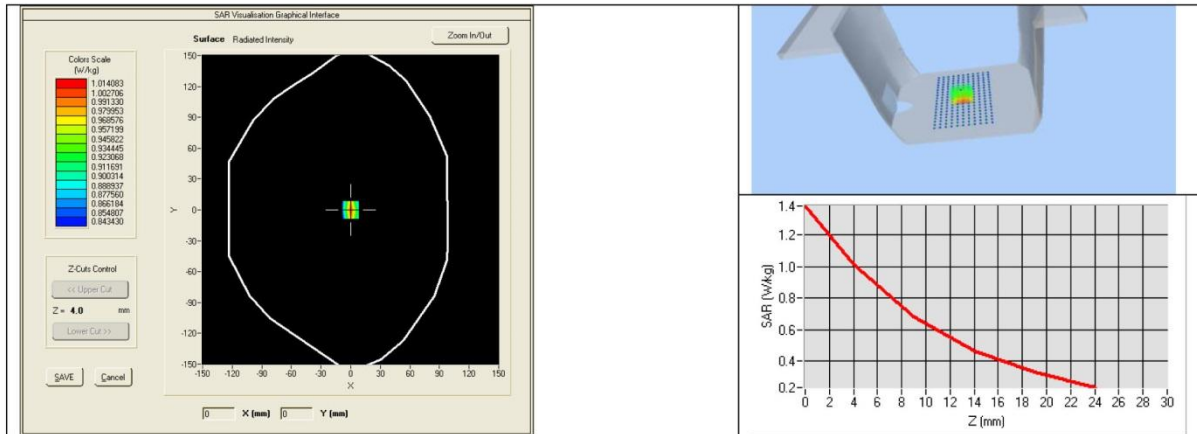 SAR Visualisation Graphical Interface
Surface Radiated Intensity
Zoom In/Out
Colors Scale
(W/kg)
1.014083
1.002706
0.991330
0.979953
0.968576
0.957199
0.945822
0.934445
0.923068
0.911691
0.900314
0.888937
0.877560
0.866184
0.854807
0.843430
Z-Cuts Control
<< Upper Cut
Z = 4.0 mm
Lower Cut >>
SAVE
Cancel
150
120
90
60
30
0
-30
-60
-90
-120
-150
Y
-150 -120 -90 -60 -30 0 30 60 90 120 150
X
0 X (mm) 0 Y (mm)
1.4
1.2
1.0
0.8
0.6
0.4
0.2
SAR (W/kg)
0 2 4 6 8 10 12 14 16 18 20 22 24 26 30
Z (mm)